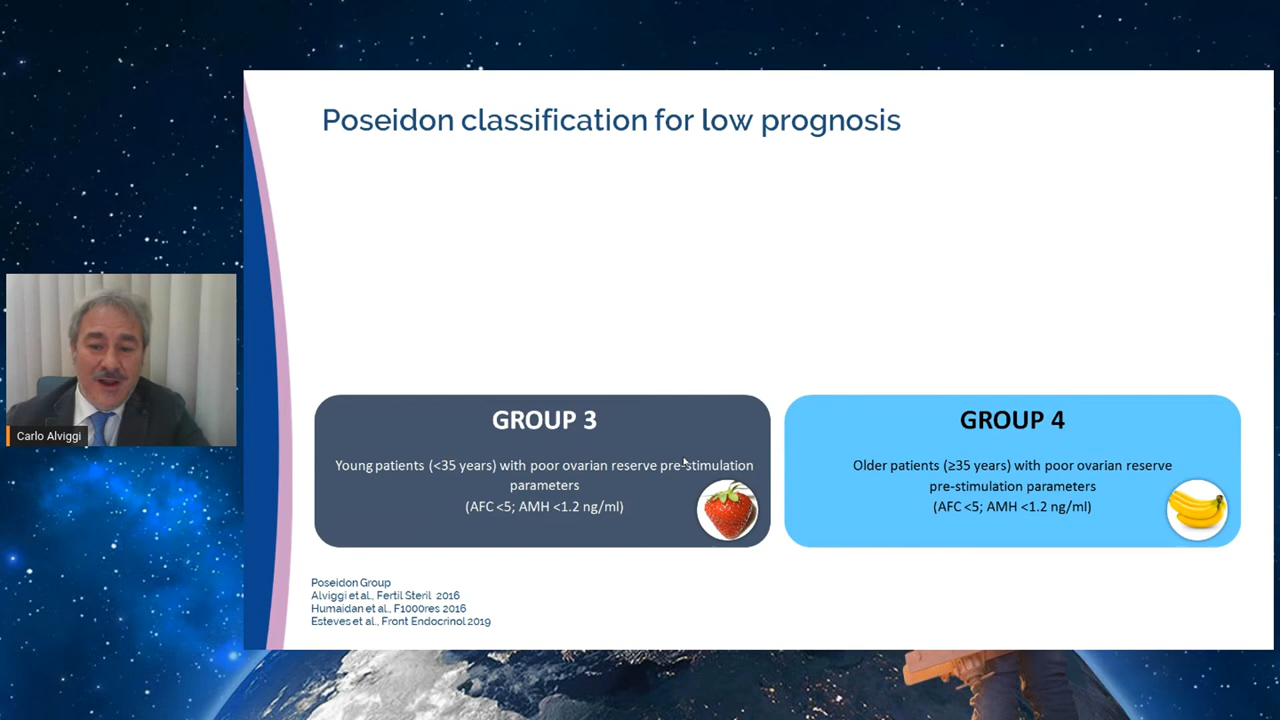 Poseidon classification for low prognosis
GROUP 3
Young patients (<35 years) with poor ovarian reserve pre-stimulation
parameters
(AFC <5; AMH <1.2 ng/ml)
GROUP 4
Older patients (≥35 years) with poor ovarian reserve
pre-stimulation parameters
(AFC <5; AMH <1.2 ng/ml)
Carlo Alviggi
Poseidon Group
Alviggi et al., Fertil Steril 2016
Humaidan et al., F1000res 2016
Esteves et al., Front Endocrinol 2019